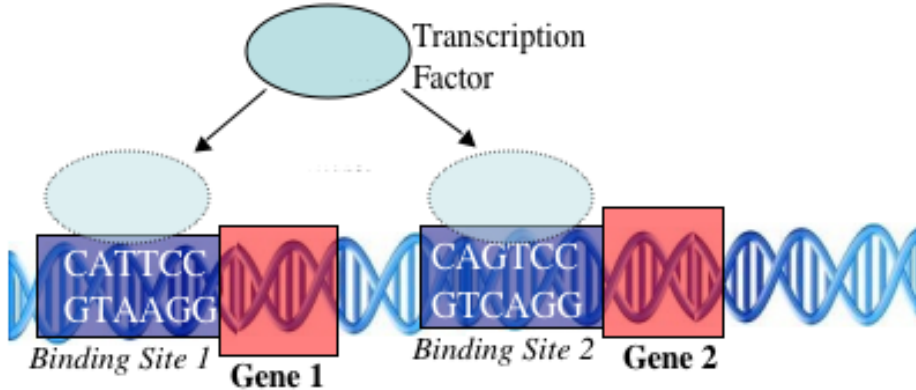 Transcription
Factor
CATTCC
GTAAGG
Binding Site 1
Gene 1
CAGTCC
GTCAGG
Binding Site 2
Gene 2